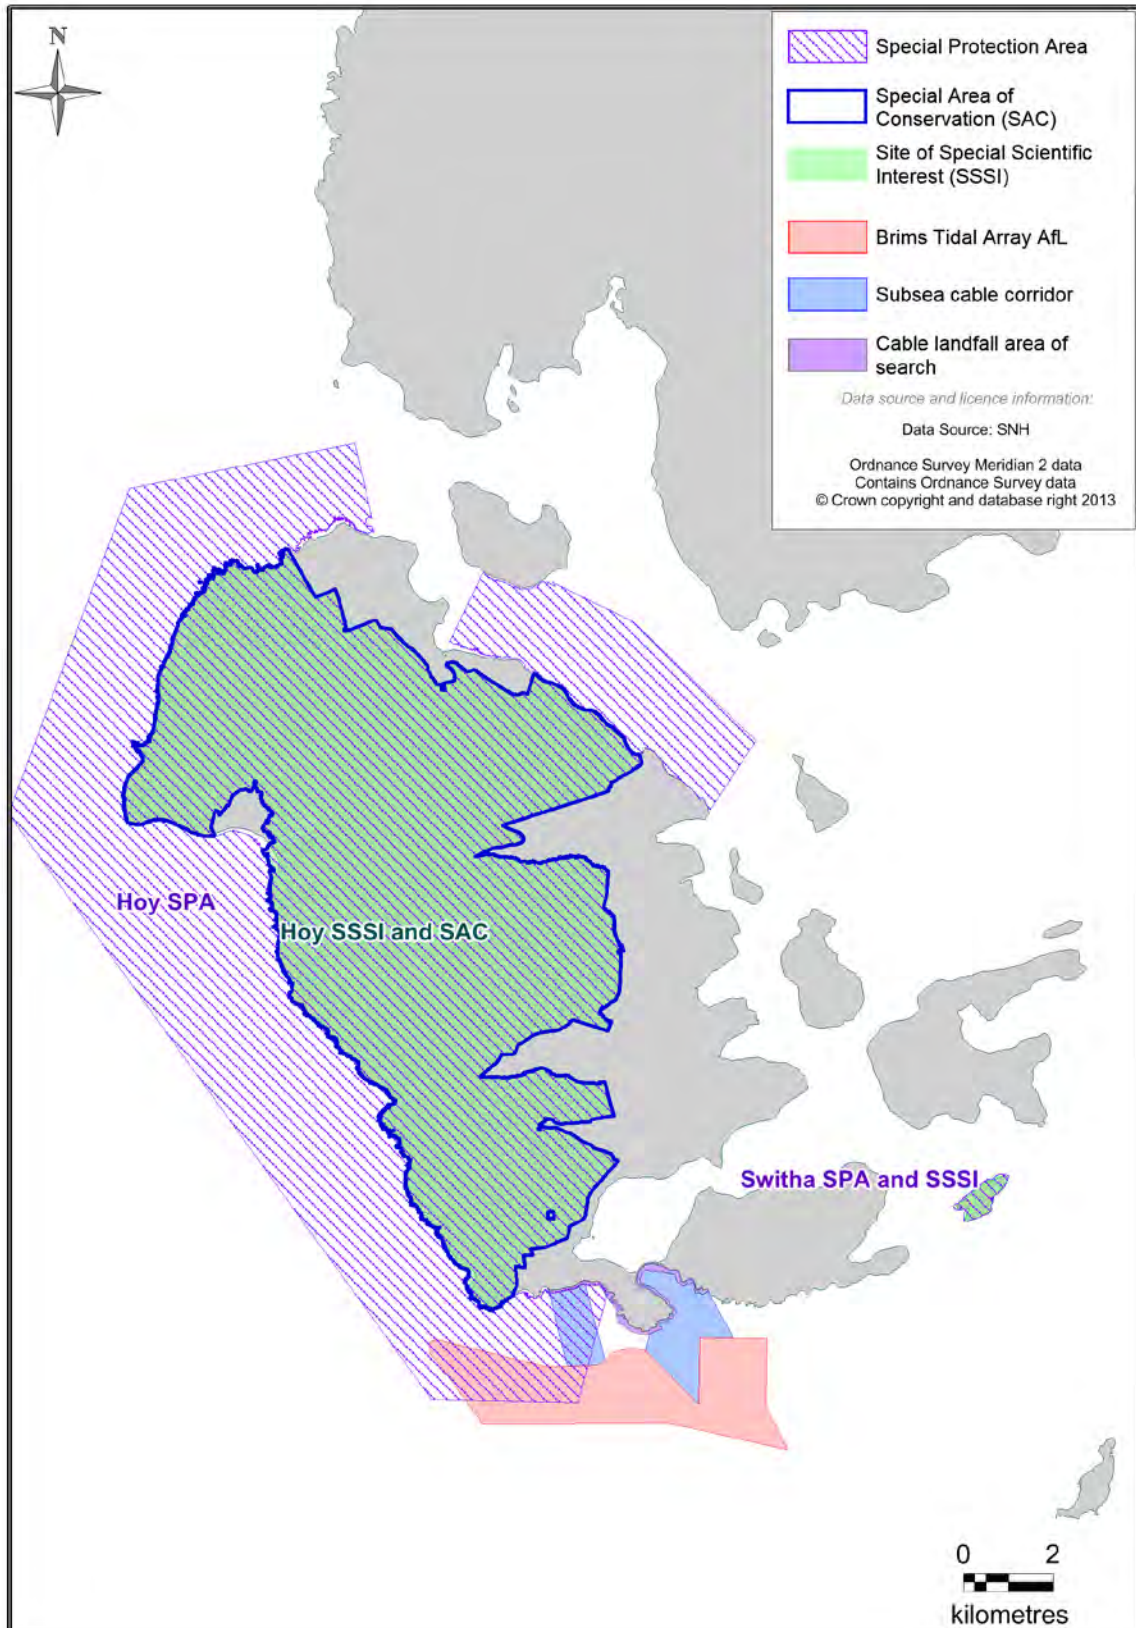 N
Special Protection Area
Special Area of
Conservation (SAC)
Site of Special Scientific
Interest (SSSI)
Brims Tidal Array AfL
Subsea cable corridor
Cable landfall area of
search
Data source and licence information:
Data Source: SNH
Ordnance Survey Meridian 2 data
Contains Ordnance Survey data
© Crown copyright and database right 2013
Hoy SPA
Hoy SSSI and SAC
Switha SPA and SSSI
0 2
kilometres